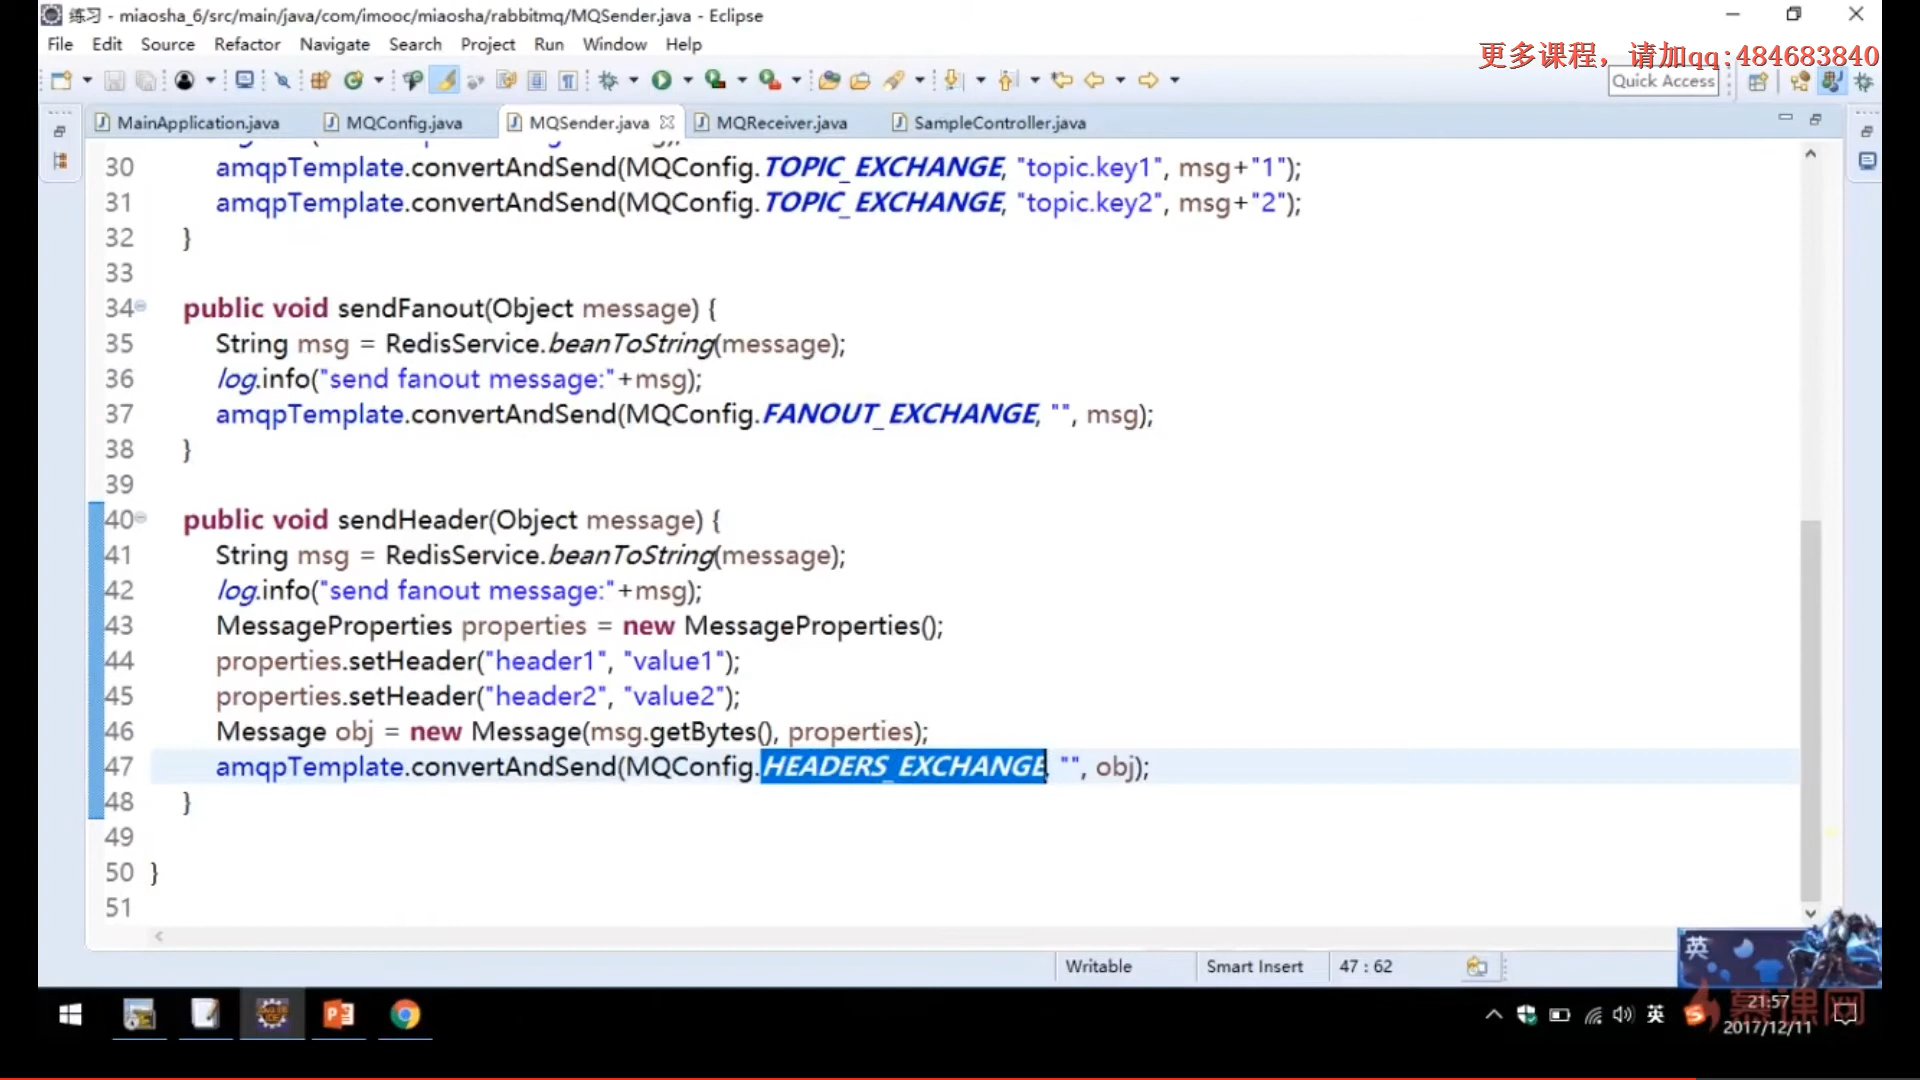 练习 - miaosha_6/src/main/java/com/imooc/miaosha/rabbitmq/MQSender.java - Eclipse
File Edit Source Refactor Navigate Search Project Run Window Help
更多课程，请加qq:484683840
Quick Access
MainApplication.java MQConfig.java MQSender.java MQReceiver.java SampleController.java
30 amqpTemplate.convertAndSend(MQConfig.TOPIC_EXCHANGE, "topic.key1", msg+"1");
31 amqpTemplate.convertAndSend(MQConfig.TOPIC_EXCHANGE, "topic.key2", msg+"2");
32 }
33
34 public void sendFanout(Object message) {
35 String msg = RedisService.beanToString(message);
36 log.info("send fanout message:"+msg);
37 amqpTemplate.convertAndSend(MQConfig.FANOUT_EXCHANGE, "", msg);
38 }
39
40 public void sendHeader(Object message) {
41 String msg = RedisService.beanToString(message);
42 log.info("send fanout message:"+msg);
43 MessageProperties properties = new MessageProperties();
44 properties.setHeader("header1", "value1");
45 properties.setHeader("header2", "value2");
46 Message obj = new Message(msg.getBytes(), properties);
47 amqpTemplate.convertAndSend(MQConfig.HEADERS_EXCHANGE, "", obj);
48 }
49
50 }
51
英
Writable Smart Insert 47 : 62
慕课网
英
21:57
2017/12/11